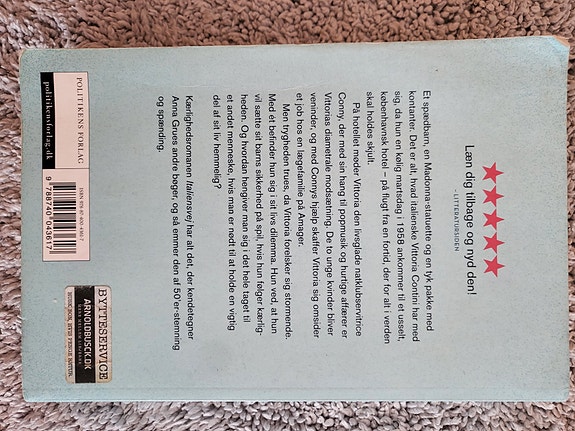 ★★★★★
Læn dig tilbage og nyd den!
– LITTERATURSIDEN
Et spædbarn, en Madonna-statuette og en tyk pakke med
kontanter. Det er alt, hvad italienske Vittoria Contini har med
sig, da hun en kølig martsdag i 1958 ankommer til et usselt,
københavnsk hotel – på flugt fra en fortid, der for alt i verden
skal holdes skjult.
På hotellet møder Vittoria den livsglade natklubservitrice
Conny, der med sin hang til popmusik og hurtige affærer er
Vittorias diametrale modsætning. De to unge kvinder bliver
veninder, og med Connys hjælp skaffer Vittoria sig omsider
et job hos en lægefamilie på Amager.
Men trygheden trues, da Vittoria forelsker sig stormende.
Med ét befinder hun sig i sit livs dilemma. Hun ved, at hun
vil sætte sit barns sikkerhed på spil, hvis hun følger kærlig-
heden. Og hvordan hengiver man sig i det hele taget til
et andet menneske, hvis man er nødt til at holde en vigtig
del af sit liv hemmelig?
Kærlighedsromanen Italiensvej har alt det, der kendetegner
Anna Grues andre bøger, og så emmer den af 50'er-stemning
og spænding.
POLITIKENS FORLAG
politikensforlag.dk
9 788740 043617
BYTTESERVICE
ARNOLDBUSCK.DK